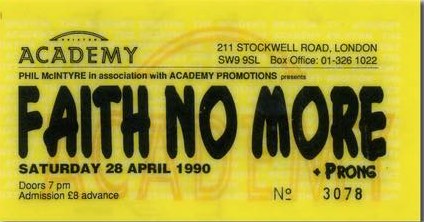 BRIXTON
ACADEMY
211 STOCKWELL ROAD, LONDON
SW9 9SL Box Office: 01-326 1022
PHIL McINTYRE in association with ACADEMY PROMOTIONS presents
FAITH NO MORE
+ PRONG
SATURDAY 28 APRIL 1990
Doors 7 pm
Admission £8 advance
Nº 3078